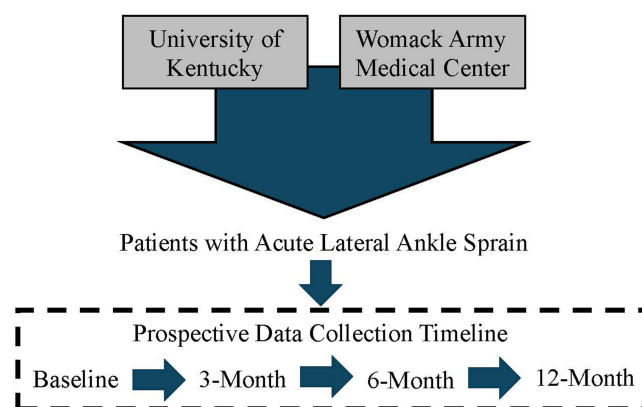 University of
Kentucky
Womack Army
Medical Center
Patients with Acute Lateral Ankle Sprain
Prospective Data Collection Timeline
Baseline 3-Month 6-Month 12-Month